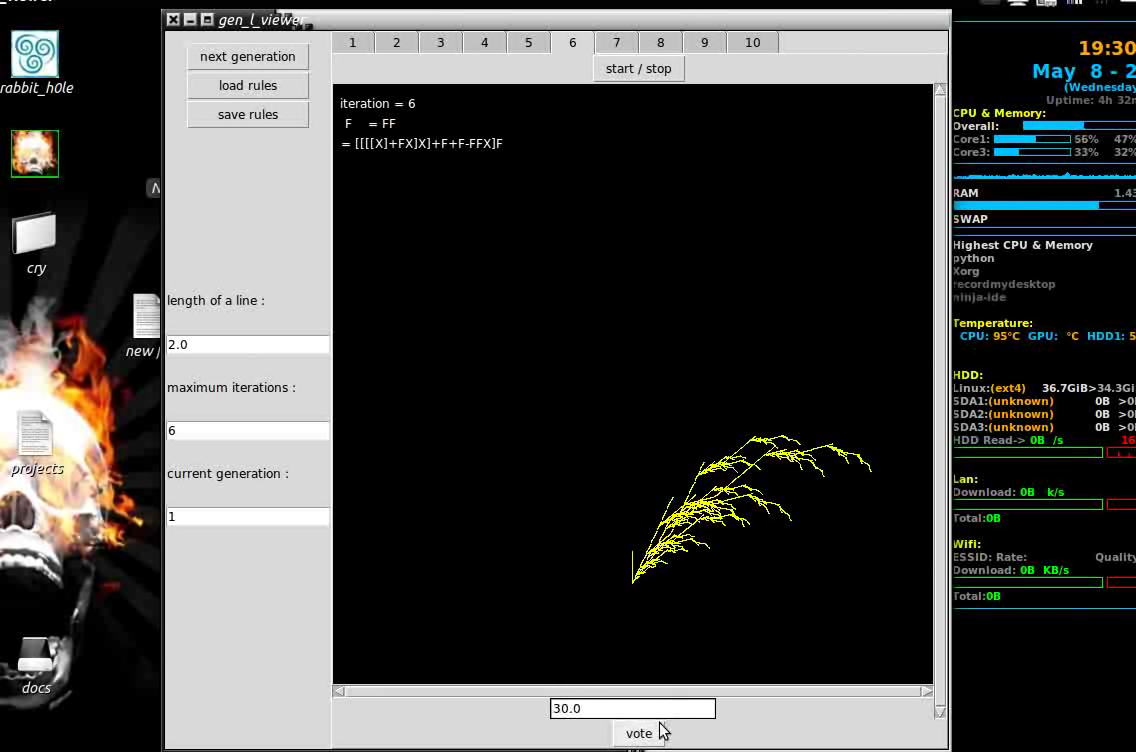 gen_l_viewer
rabbit_hole
cry
new
projects
docs
next generation
load rules
save rules
length of a line :
2.0
maximum iterations :
6
current generation :
1
1 2 3 4 5 6 7 8 9 10
start / stop
iteration = 6
F = FF
= [[[[X]+FX]X]+F+F-FFX]F
30.0
vote
19:30
May 8 - 2
(Wednesday
Uptime: 4h 32m
CPU & Memory:
Overall:
Core1: 56% 47%
Core3: 33% 32%
RAM 1.43
SWAP
Highest CPU & Memory
python
Xorg
recordmydesktop
ninja-ide
Temperature:
CPU: 95°C GPU: °C HDD1: 5
HDD:
Linux:(ext4) 36.7GiB>34.3Gi
SDA1:(unknown) 0B >0
SDA2:(unknown) 0B >0
SDA3:(unknown) 0B >0
HDD Read-> 0B /s 16
Lan:
Download: 0B k/s
Total:0B
Wifi:
ESSID: Rate: Quality
Download: 0B KB/s
Total:0B